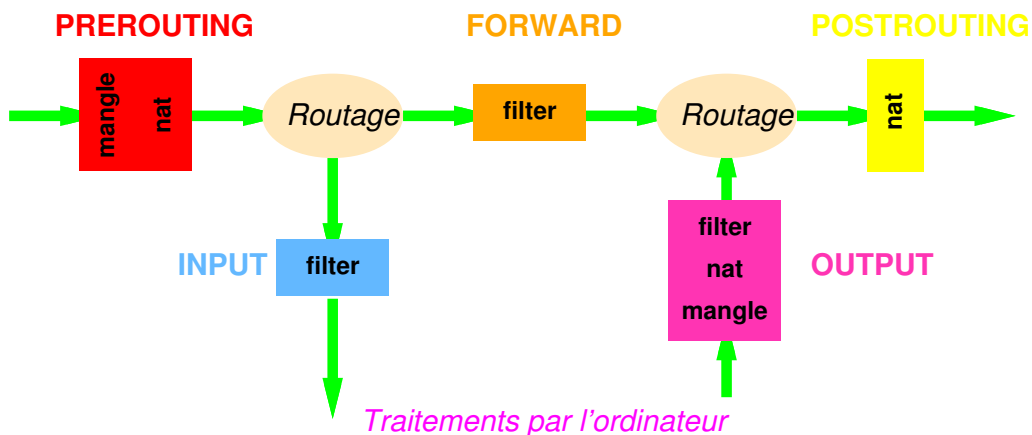 PREROUTING FORWARD POSTROUTING
mangle nat Routage filter Routage nat
INPUT filter
filter
nat
mangle
OUTPUT
Traitements par l'ordinateur